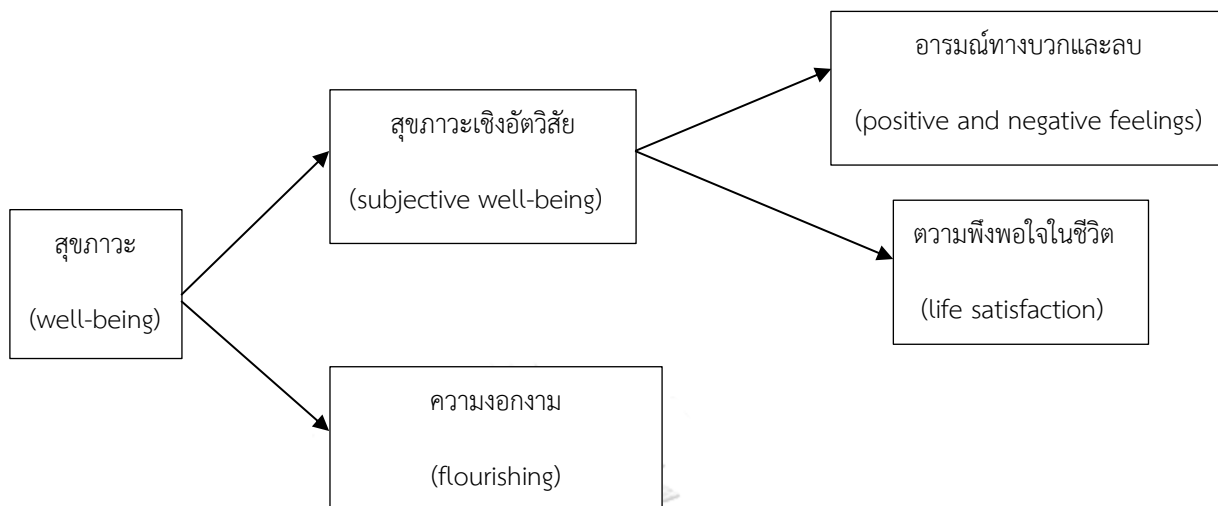 อารมณ์ทางบวกและลบ
(positive and negative feelings)
สุขภาวะเชิงอัตวิสัย
(subjective well-being)
ตวามพึงพอใจในชีวิต
(life satisfaction)
สุขภาวะ
(well-being)
ความงอกงาม
(flourishing)